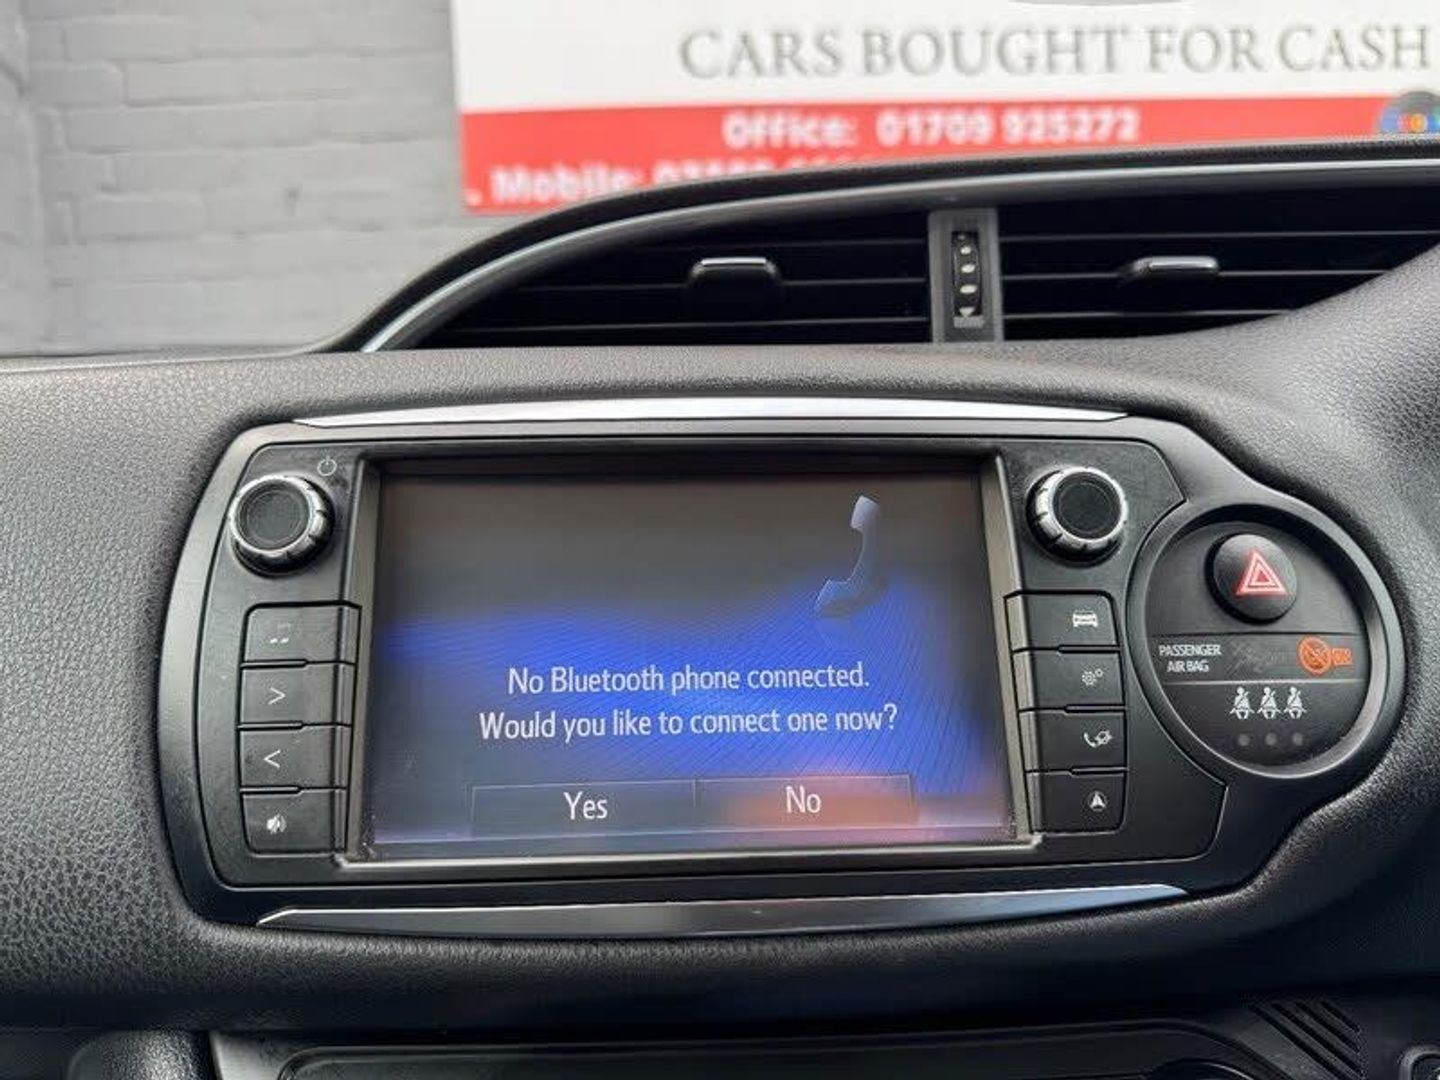 CARS BOUGHT FOR CASH
Office: 01709 925272
Mobile:
No Bluetooth phone connected.
Would you like to connect one now?
Yes
No
PASSENGER
AIR BAG